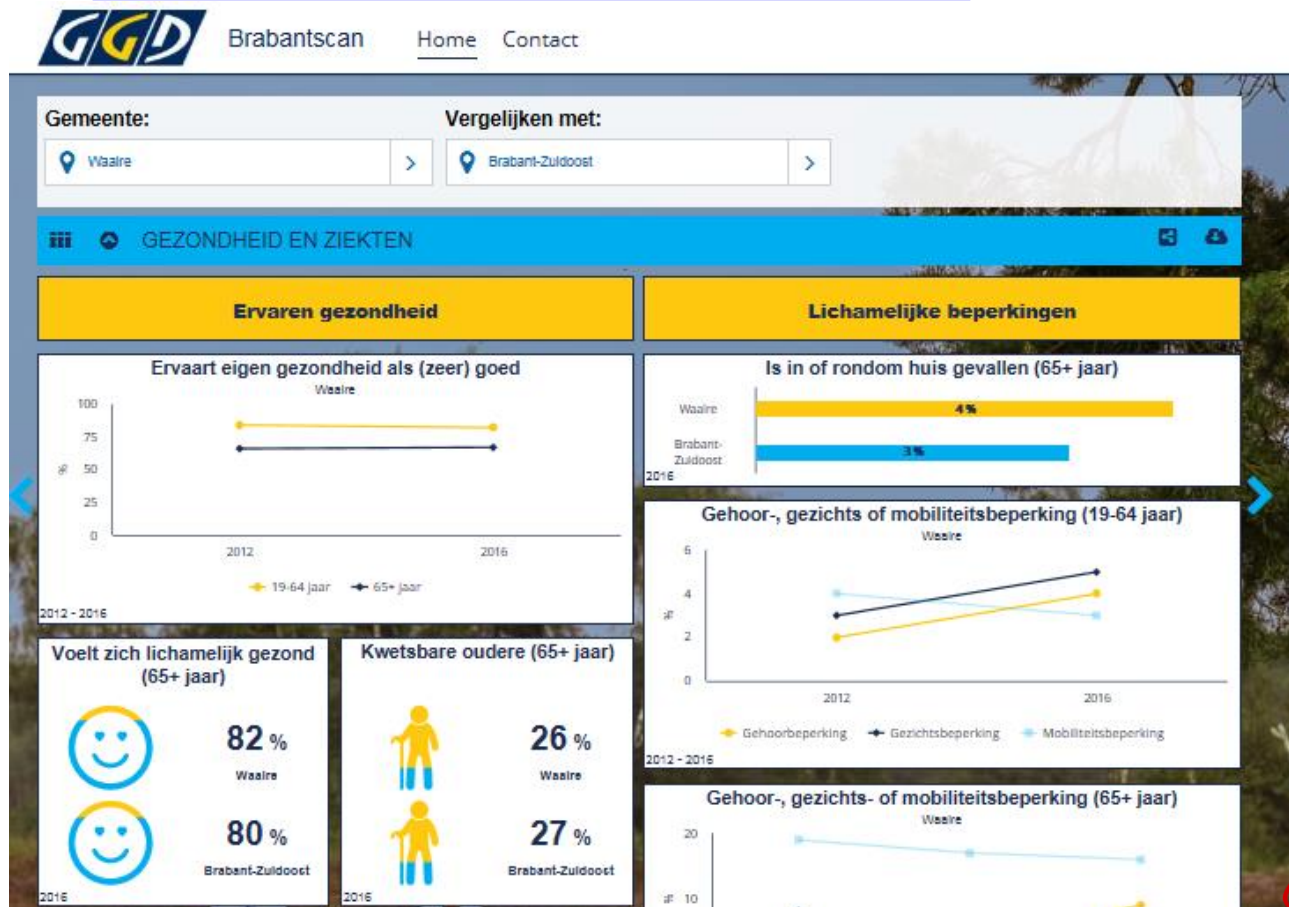 GGD Brabantscan Home Contact
Gemeente: Vergelijken met:
Waalre Brabant-Zuidoost
GEZONDHEID EN ZIEKTEN
Ervaren gezondheid
Ervaart eigen gezondheid als (zeer) goed
Waalre
100
75
50
25
0
%
2012 2016
19-64 jaar 65+ jaar
2012 - 2016
Voelt zich lichamelijk gezond
(65+ jaar)
82 %
Waalre
80 %
Brabant-Zuidoost
2016
Kwetsbare oudere (65+ jaar)
26 %
Waalre
27 %
Brabant-Zuidoost
2016
Lichamelijke beperkingen
Is in of rondom huis gevallen (65+ jaar)
Waalre 4%
Brabant-
Zuidoost 3%
2016
Gehoor-, gezichts of mobiliteitsbeperking (19-64 jaar)
Waalre
6
4
2
0
%
2012 2016
Gehoorbeperking Gezichtsbeperking Mobiliteitsbeperking
2012 - 2016
Gehoor-, gezichts- of mobiliteitsbeperking (65+ jaar)
Waalre
20
10
%